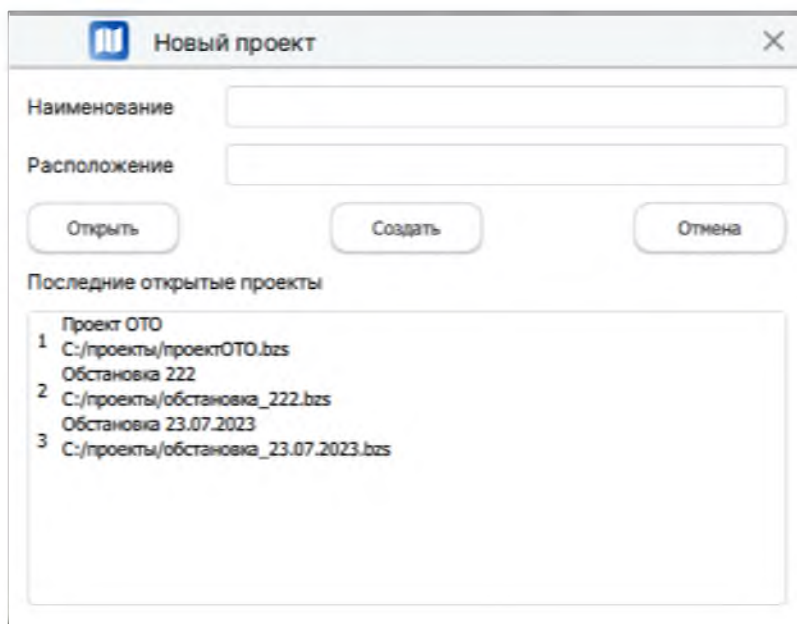 Новый проект
Наименование
Расположение
Открыть Создать Отмена
Последние открытые проекты
Проект ОТО
1
C:/проекты/проектОТО.bzs
Обстановка 222
2
C:/проекты/обстановка_222.bzs
Обстановка 23.07.2023
3
C:/проекты/обстановка_23.07.2023.bzs